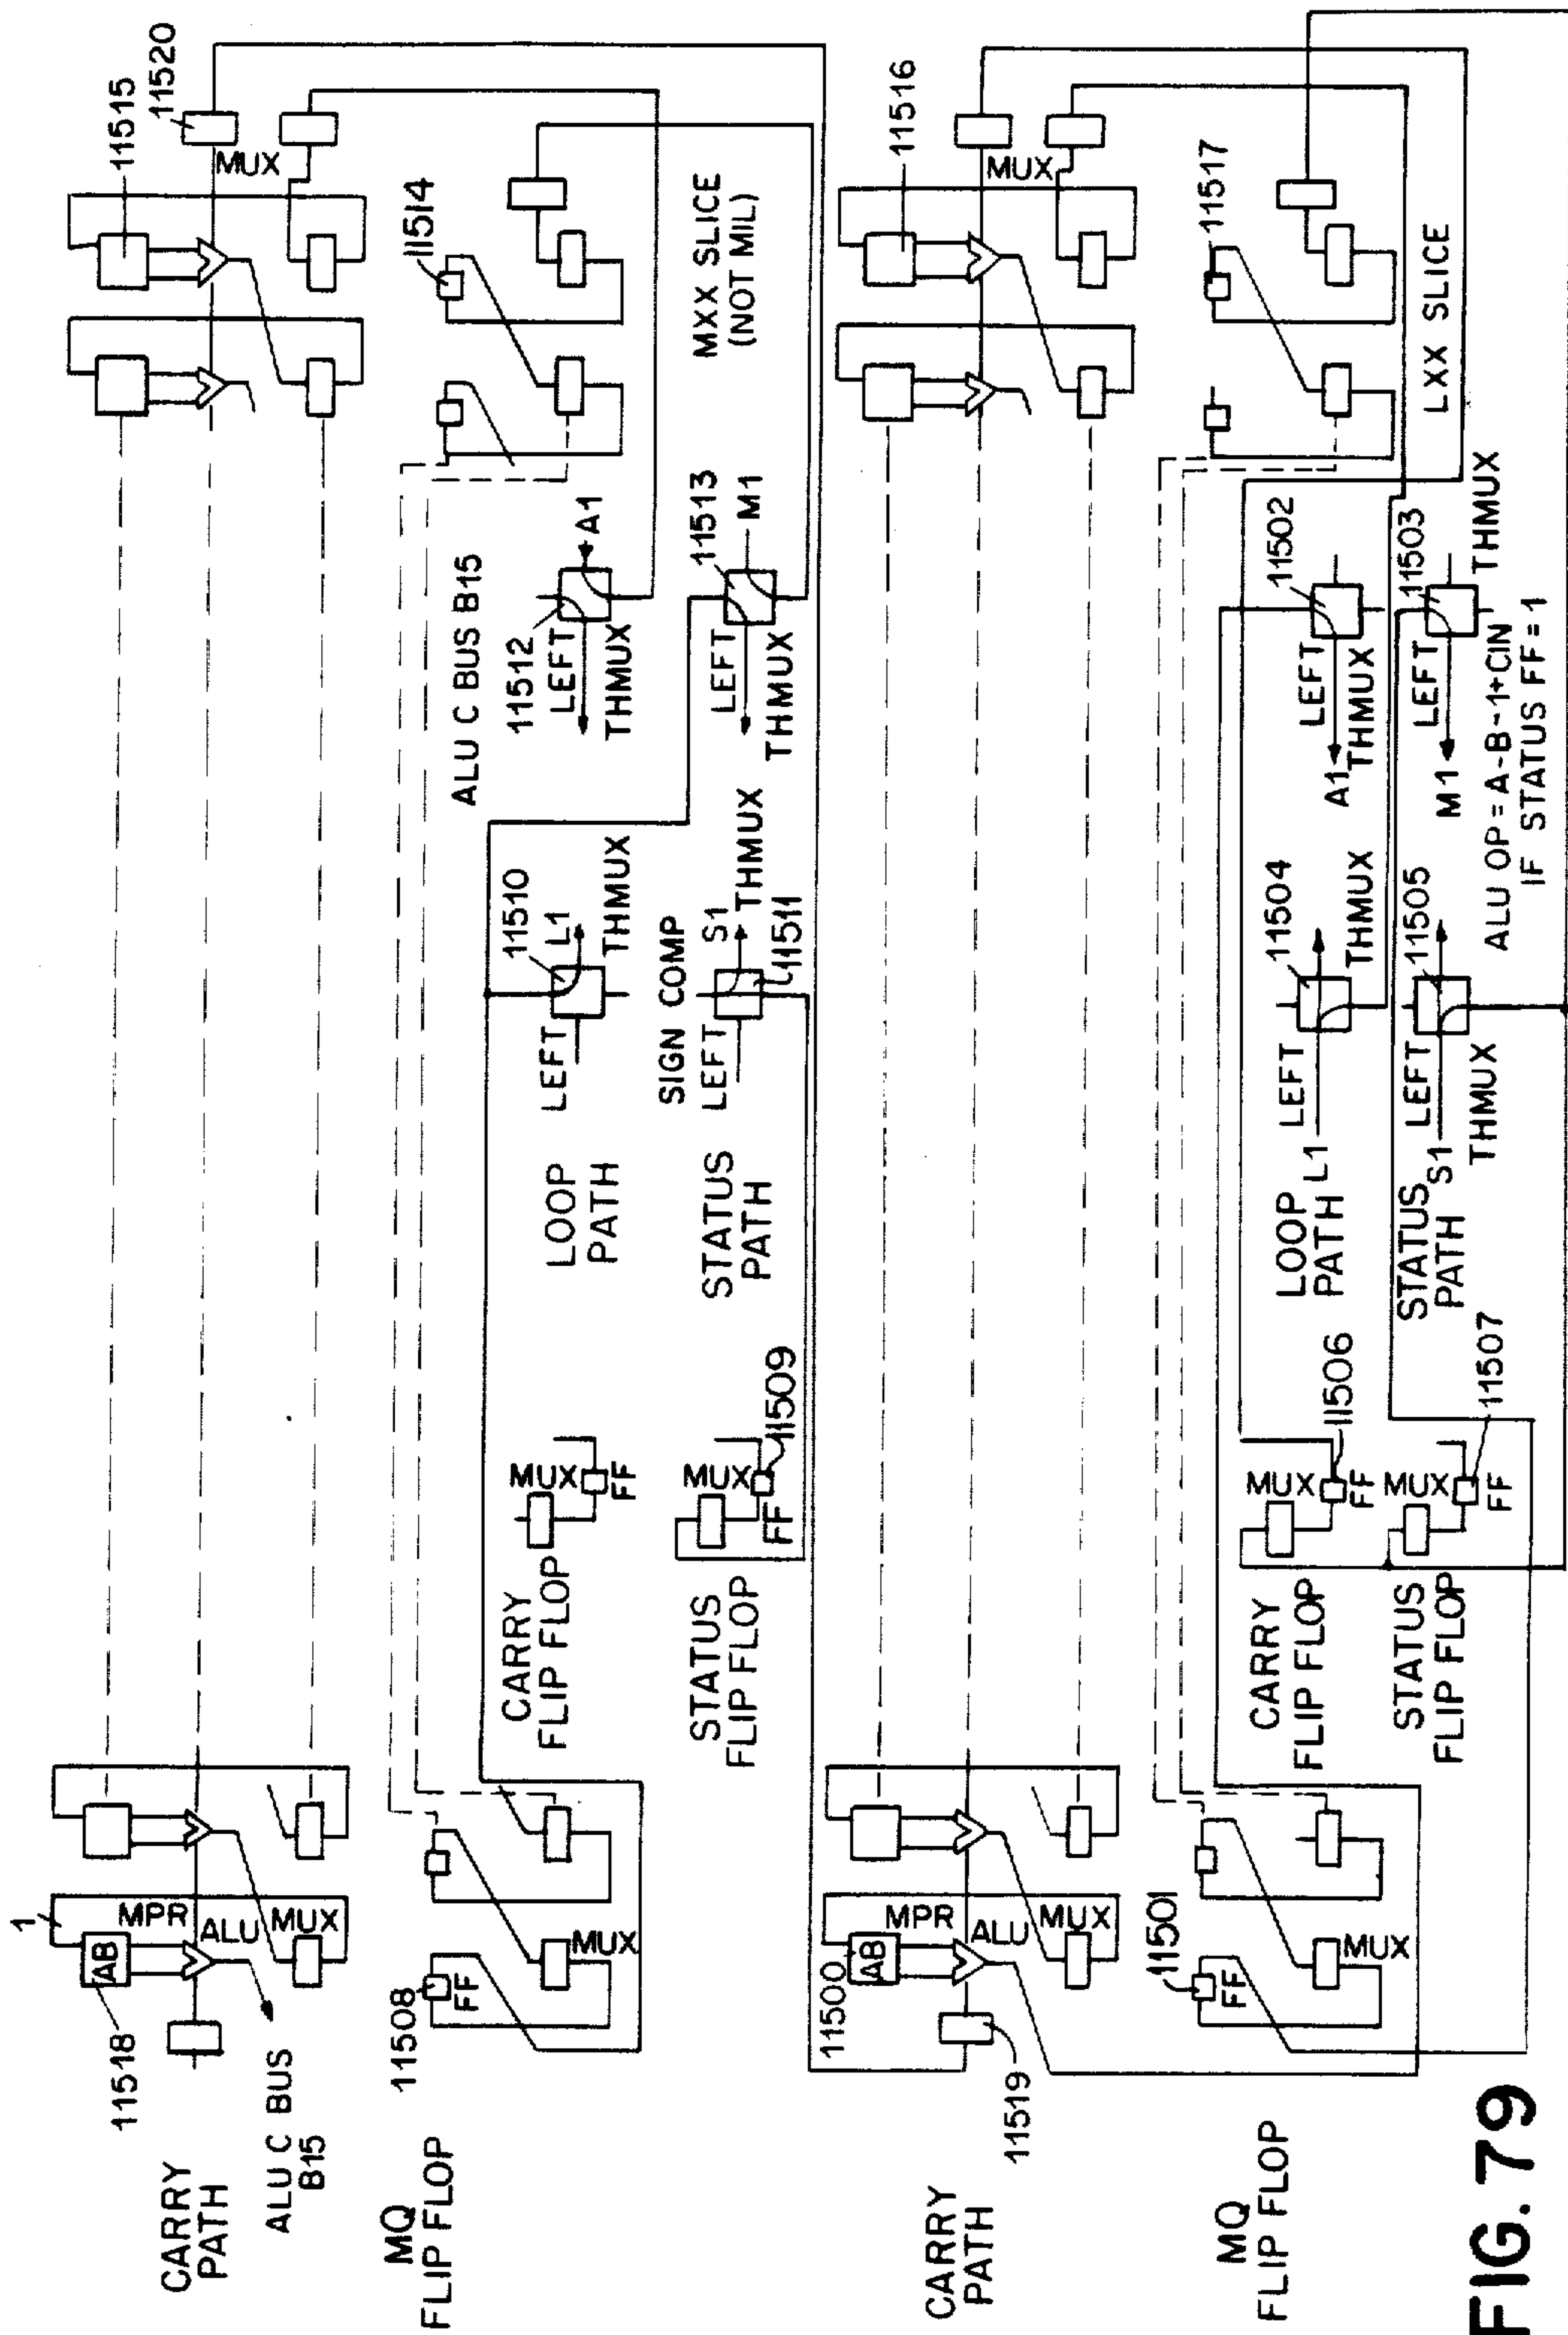 11515
11520
MUX
1
MPR
AB
ALU
MUX
11518
CARRY
PATH
ALU C BUS
B15
11514
ALU C BUS B15
MXX SLICE
(NOT MIL)
11508
FF
MUX
MQ
FLIP FLOP
11512
A1
LEFT
THMUX
11513
M1
LEFT
THMUX
11510
L1
LEFT
THMUX
LOOP
PATH
SIGN COMP
S1
LEFT
THMUX
11511
STATUS
PATH
MUX
FF
CARRY
FLIP FLOP
MUX
FF
11509
STATUS
FLIP FLOP
11516
MUX
MPR
AB
ALU
MUX
11500
11519
CARRY
PATH
11517
LXX SLICE
11501
FF
MUX
MQ
FLIP FLOP
11502
LEFT
A1
THMUX
11503
LEFT
M1
THMUX
11504
LEFT
L1
THMUX
LOOP
PATH
11505
LEFT
S1
THMUX
STATUS
PATH
ALU OP = A-B-1+CIN
IF STATUS FF = 1
MUX
FF
11506
CARRY
FLIP FLOP
MUX
FF
11507
STATUS
FLIP FLOP
FIG. 79